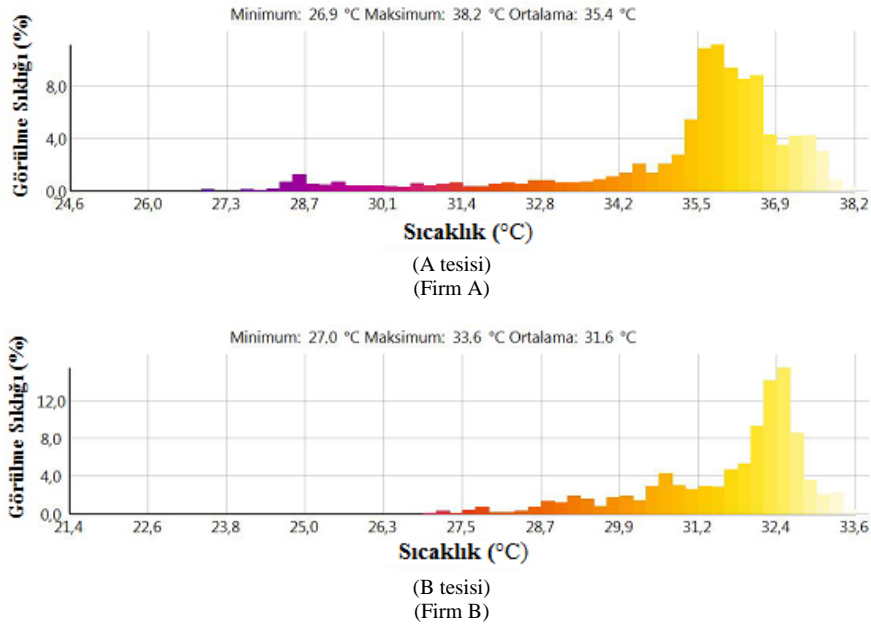 Minimum: 26.9 °C Maksimum: 38.2 °C Ortalama: 35.4 °C
Görülme Sıklığı (%)
8,0
4,0
0,0
24,6 26,0 27,3 28,7 30,1 31,4 32,8 34,2 35,5 36,9 38,2
Sıcaklık (°C)
(A tesisi)
(Firm A)
Minimum: 27,0 °C Maksimum: 33.6 °C Ortalama: 31.6 °C
Görülme Sıklığı (%)
12,0
8,0
4,0
0,0
21,4 22,6 23,8 25,0 26,3 27,5 28,7 29,9 31,2 32,4 33,6
Sıcaklık (°C)
(B tesisi)
(Firm B)